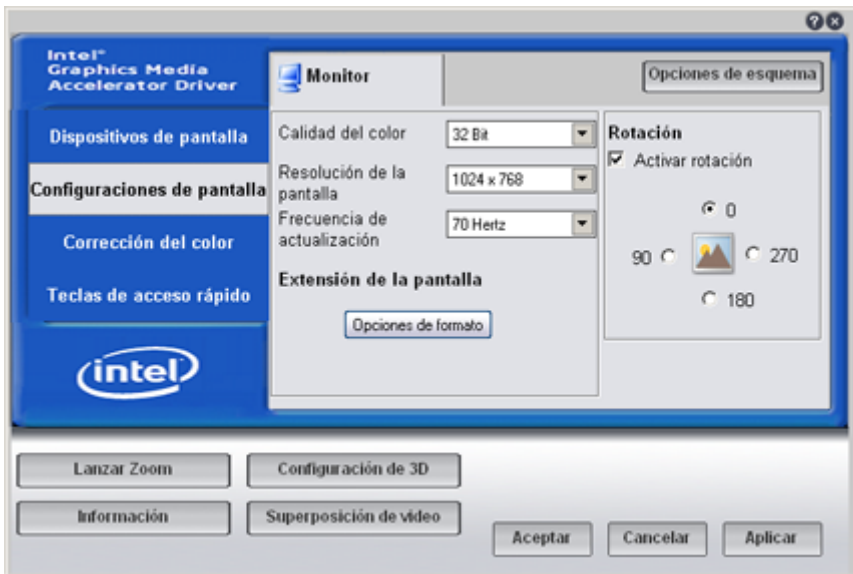 Intel®
Graphics Media
Accelerator Driver
Monitor
Opciones de esquema
Dispositivos de pantalla
Configuraciones de pantalla
Corrección del color
Teclas de acceso rápido
intel
Calidad del color
32 Bit
Resolución de la
pantalla
1024 x 768
Frecuencia de
actualización
70 Hertz
Extensión de la pantalla
Opciones de formato
Rotación
Activar rotación
0
90
270
180
Lanzar Zoom
Configuración de 3D
Información
Superposición de video
Aceptar
Cancelar
Aplicar